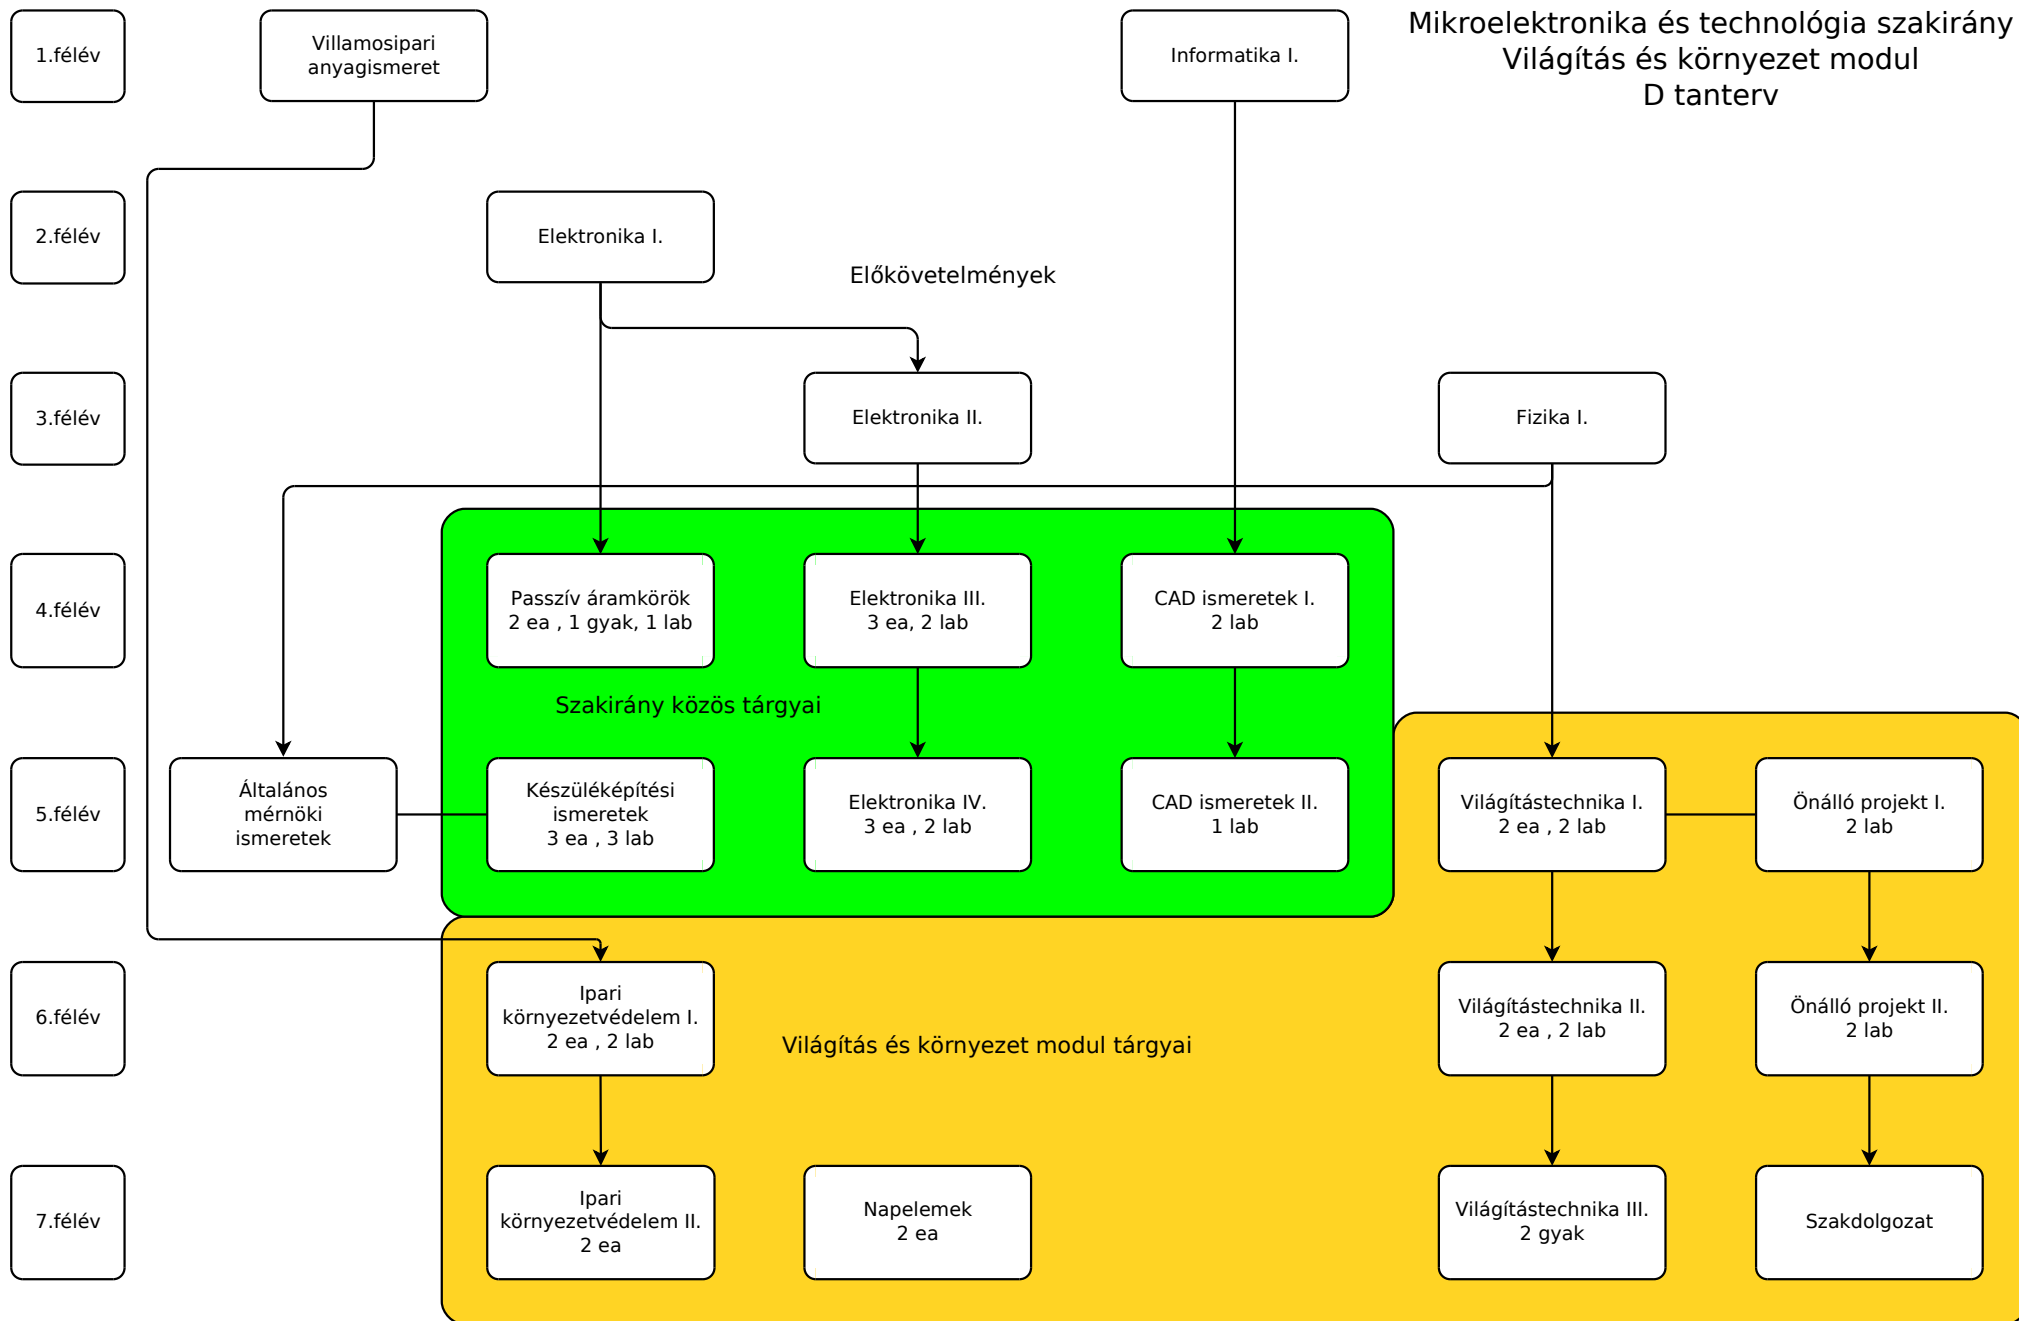 Mikroelektronika és technológia szakirány
Világítás és környezet modul
D tanterv
1.félév
Villamosipari
anyagismeret
Informatika I.
2.félév
Elektronika I.
Előkövetelmények
3.félév
Elektronika II.
Fizika I.
4.félév
Passzív áramkörök
2 ea , 1 gyak, 1 lab
Elektronika III.
3 ea, 2 lab
CAD ismeretek I.
2 lab
Szakirány közös tárgyai
5.félév
Általános
mérnöki
ismeretek
Készüléképítési
ismeretek
3 ea , 3 lab
Elektronika IV.
3 ea , 2 lab
CAD ismeretek II.
1 lab
Világítástechnika I.
2 ea , 2 lab
Önálló projekt I.
2 lab
6.félév
Ipari
környezetvédelem I.
2 ea , 2 lab
Világítás és környezet modul tárgyai
Világítástechnika II.
2 ea , 2 lab
Önálló projekt II.
2 lab
7.félév
Ipari
környezetvédelem II.
2 ea
Napelemek
2 ea
Világítástechnika III.
2 gyak
Szakdolgozat